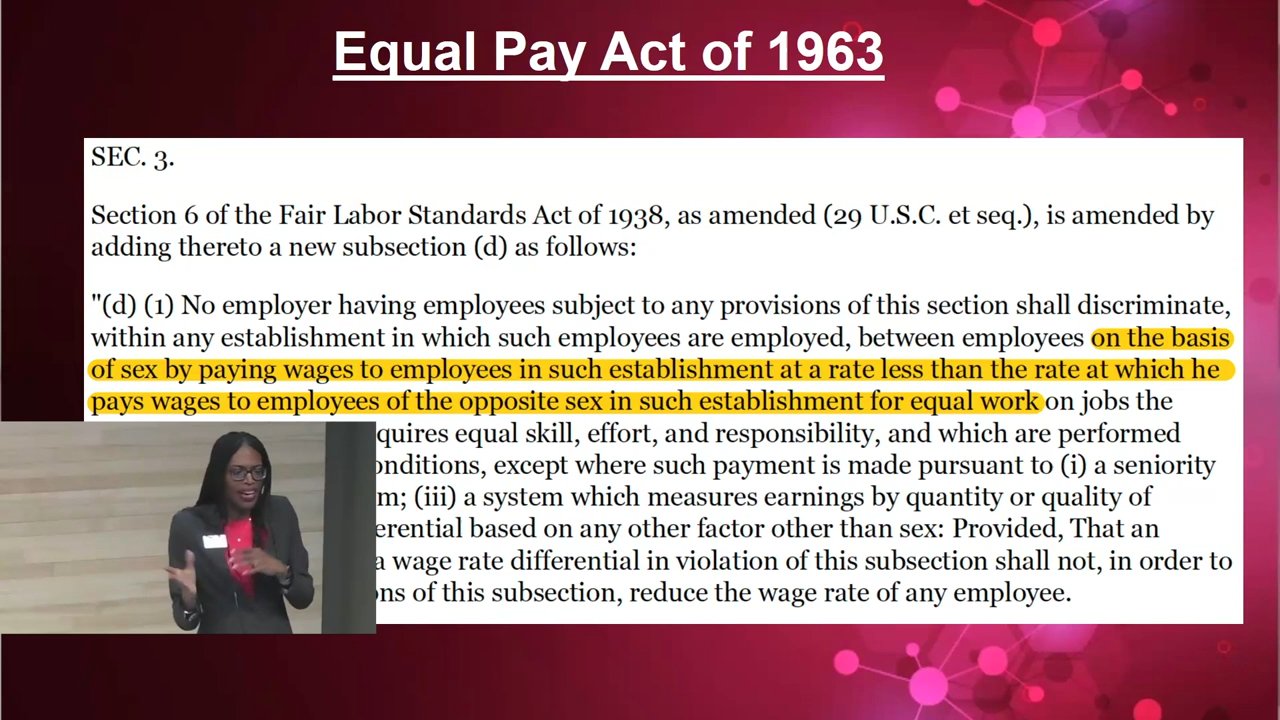 Equal Pay Act of 1963
SEC. 3.
Section 6 of the Fair Labor Standards Act of 1938, as amended (29 U.S.C. et seq.), is amended by
adding thereto a new subsection (d) as follows:
"(d) (1) No employer having employees subject to any provisions of this section shall discriminate,
within any establishment in which such employees are employed, between employees on the basis
of sex by paying wages to employees in such establishment at a rate less than the rate at which he
pays wages to employees of the opposite sex in such establishment for equal work on jobs the
quires equal skill, effort, and responsibility, and which are performed
onditions, except where such payment is made pursuant to (i) a seniority
m; (iii) a system which measures earnings by quantity or quality of
erential based on any other factor other than sex: Provided, That an
a wage rate differential in violation of this subsection shall not, in order to
ons of this subsection, reduce the wage rate of any employee.